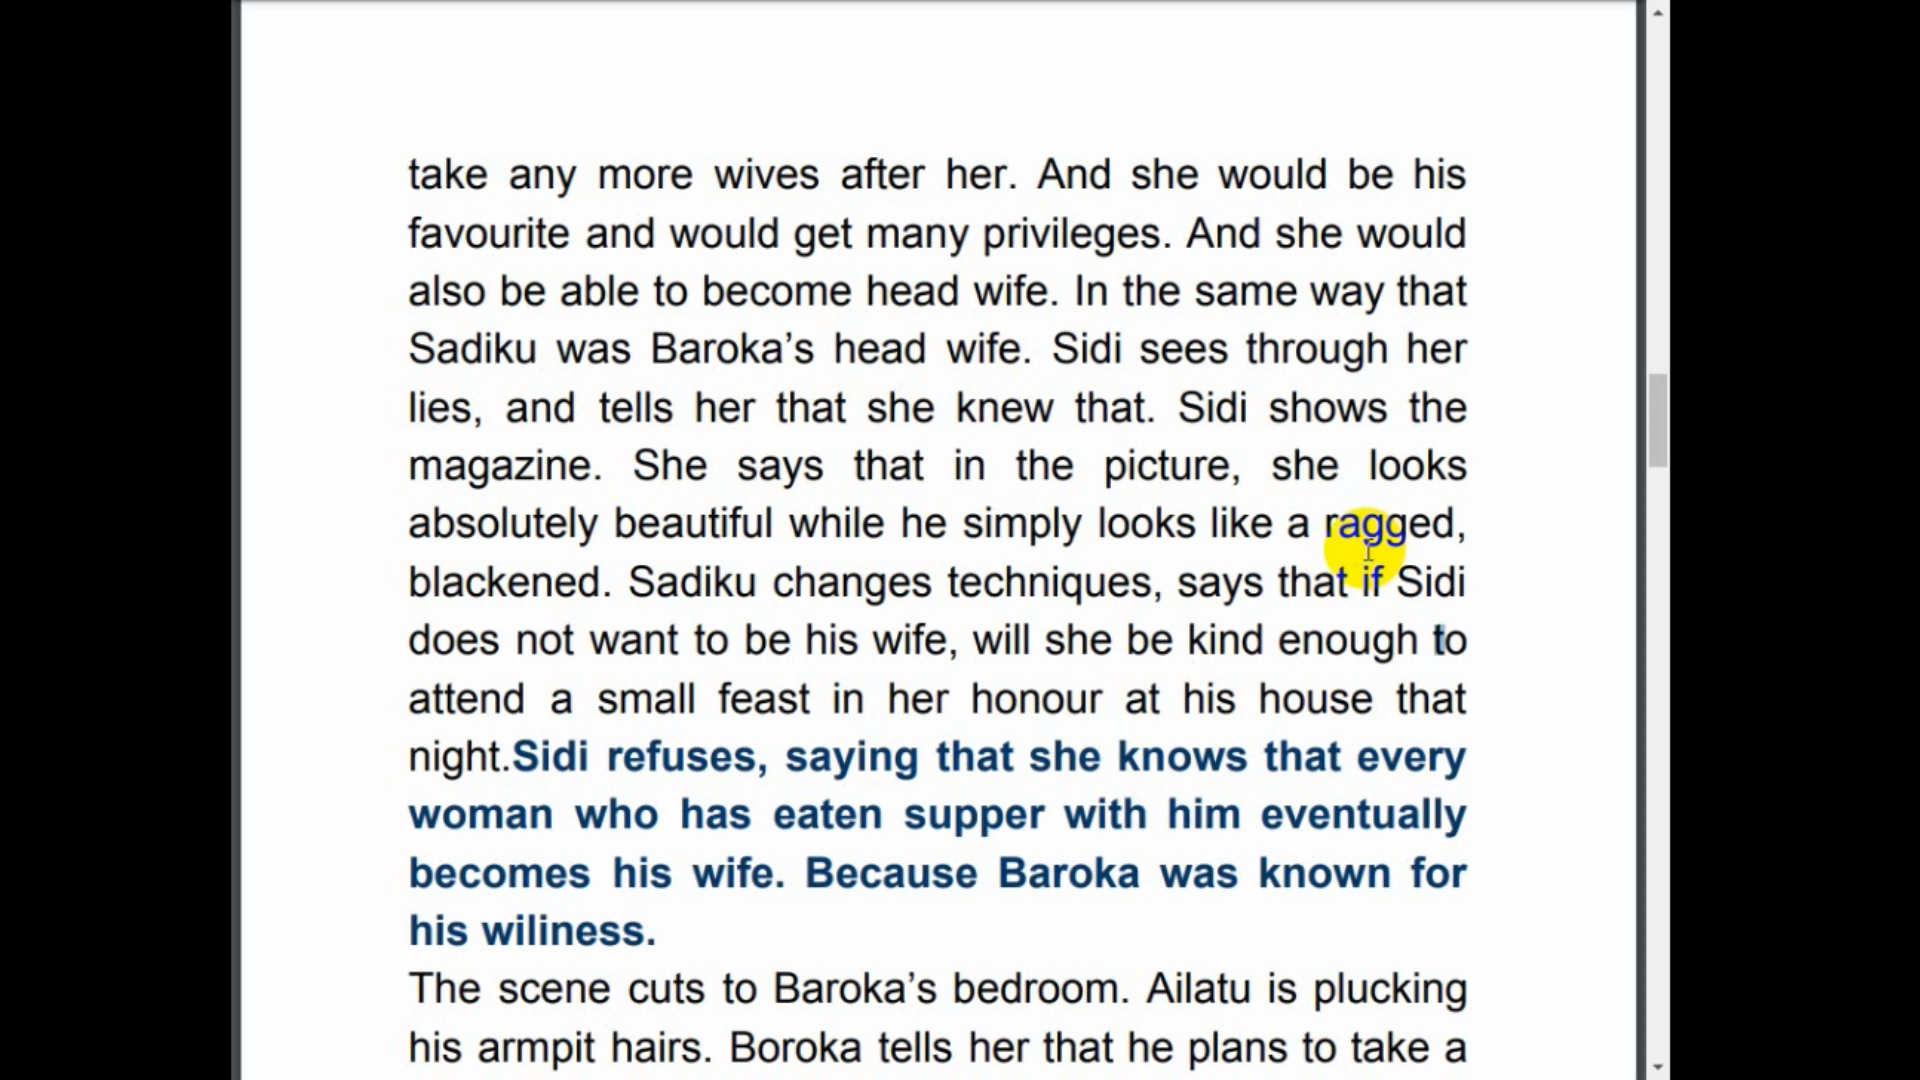 take any more wives after her. And she would be his
favourite and would get many privileges. And she would
also be able to become head wife. In the same way that
Sadiku was Baroka’s head wife. Sidi sees through her
lies, and tells her that she knew that. Sidi shows the
magazine. She says that in the picture, she looks
absolutely beautiful while he simply looks like a ragged,
blackened. Sadiku changes techniques, says that if Sidi
does not want to be his wife, will she be kind enough to
attend a small feast in her honour at his house that
night.Sidi refuses, saying that she knows that every
woman who has eaten supper with him eventually
becomes his wife. Because Baroka was known for
his wiliness.
The scene cuts to Baroka’s bedroom. Ailatu is plucking
his armpit hairs. Boroka tells her that he plans to take a